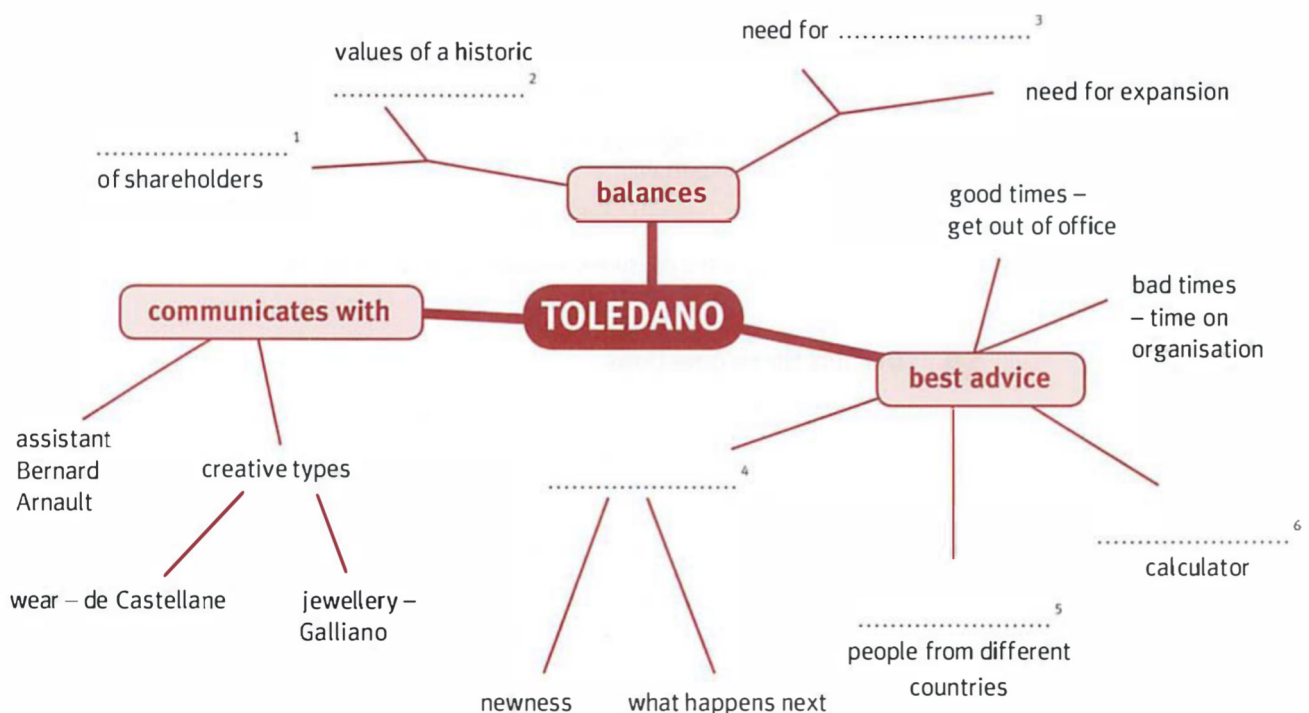 need for .................................. 3
values of a historic
.......................... 2
need for expansion
.......................... 1
of shareholders
balances
good times –
get out of office
bad times
– time on
organisation
communicates with
TOLEDANO
best advice
assistant
Bernard
Arnault
creative types
.......................... 4
.......................... 6
calculator
wear – de Castellane
jewellery –
Galliano
.......................... 5
people from different
countries
newness
what happens next